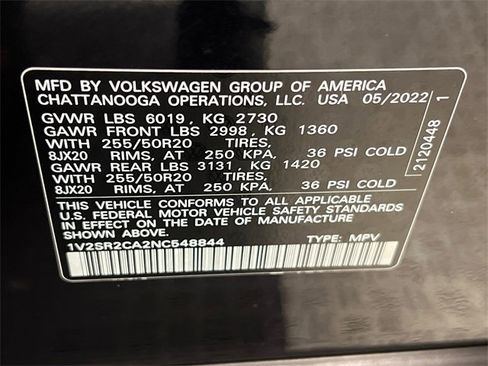 MFD BY VOLKSWAGEN GROUP OF AMERICA
CHATTANOOGA OPERATIONS, LLC. USA 05/2022
GVWR LBS 6019, KG 2730
GAWR FRONT LBS 2998, KG 1360
WITH 255/50R20 TIRES,
8JX20 RIMS, AT 250 KPA, 36 PSI COLD
GAWR REAR LBS 3131, KG 1420
WITH 255/50R20 TIRES,
8JX20 RIMS, AT 250 KPA, 36 PSI COLD
THIS VEHICLE CONFORMS TO ALL APPLICABLE
U.S. FEDERAL MOTOR VEHICLE SAFETY STANDARDS
IN EFFECT ON THE DATE OF MANUFACTURE
SHOWN ABOVE.
1V2SR2CA2NC548844 TYPE: MPV
2120448 1